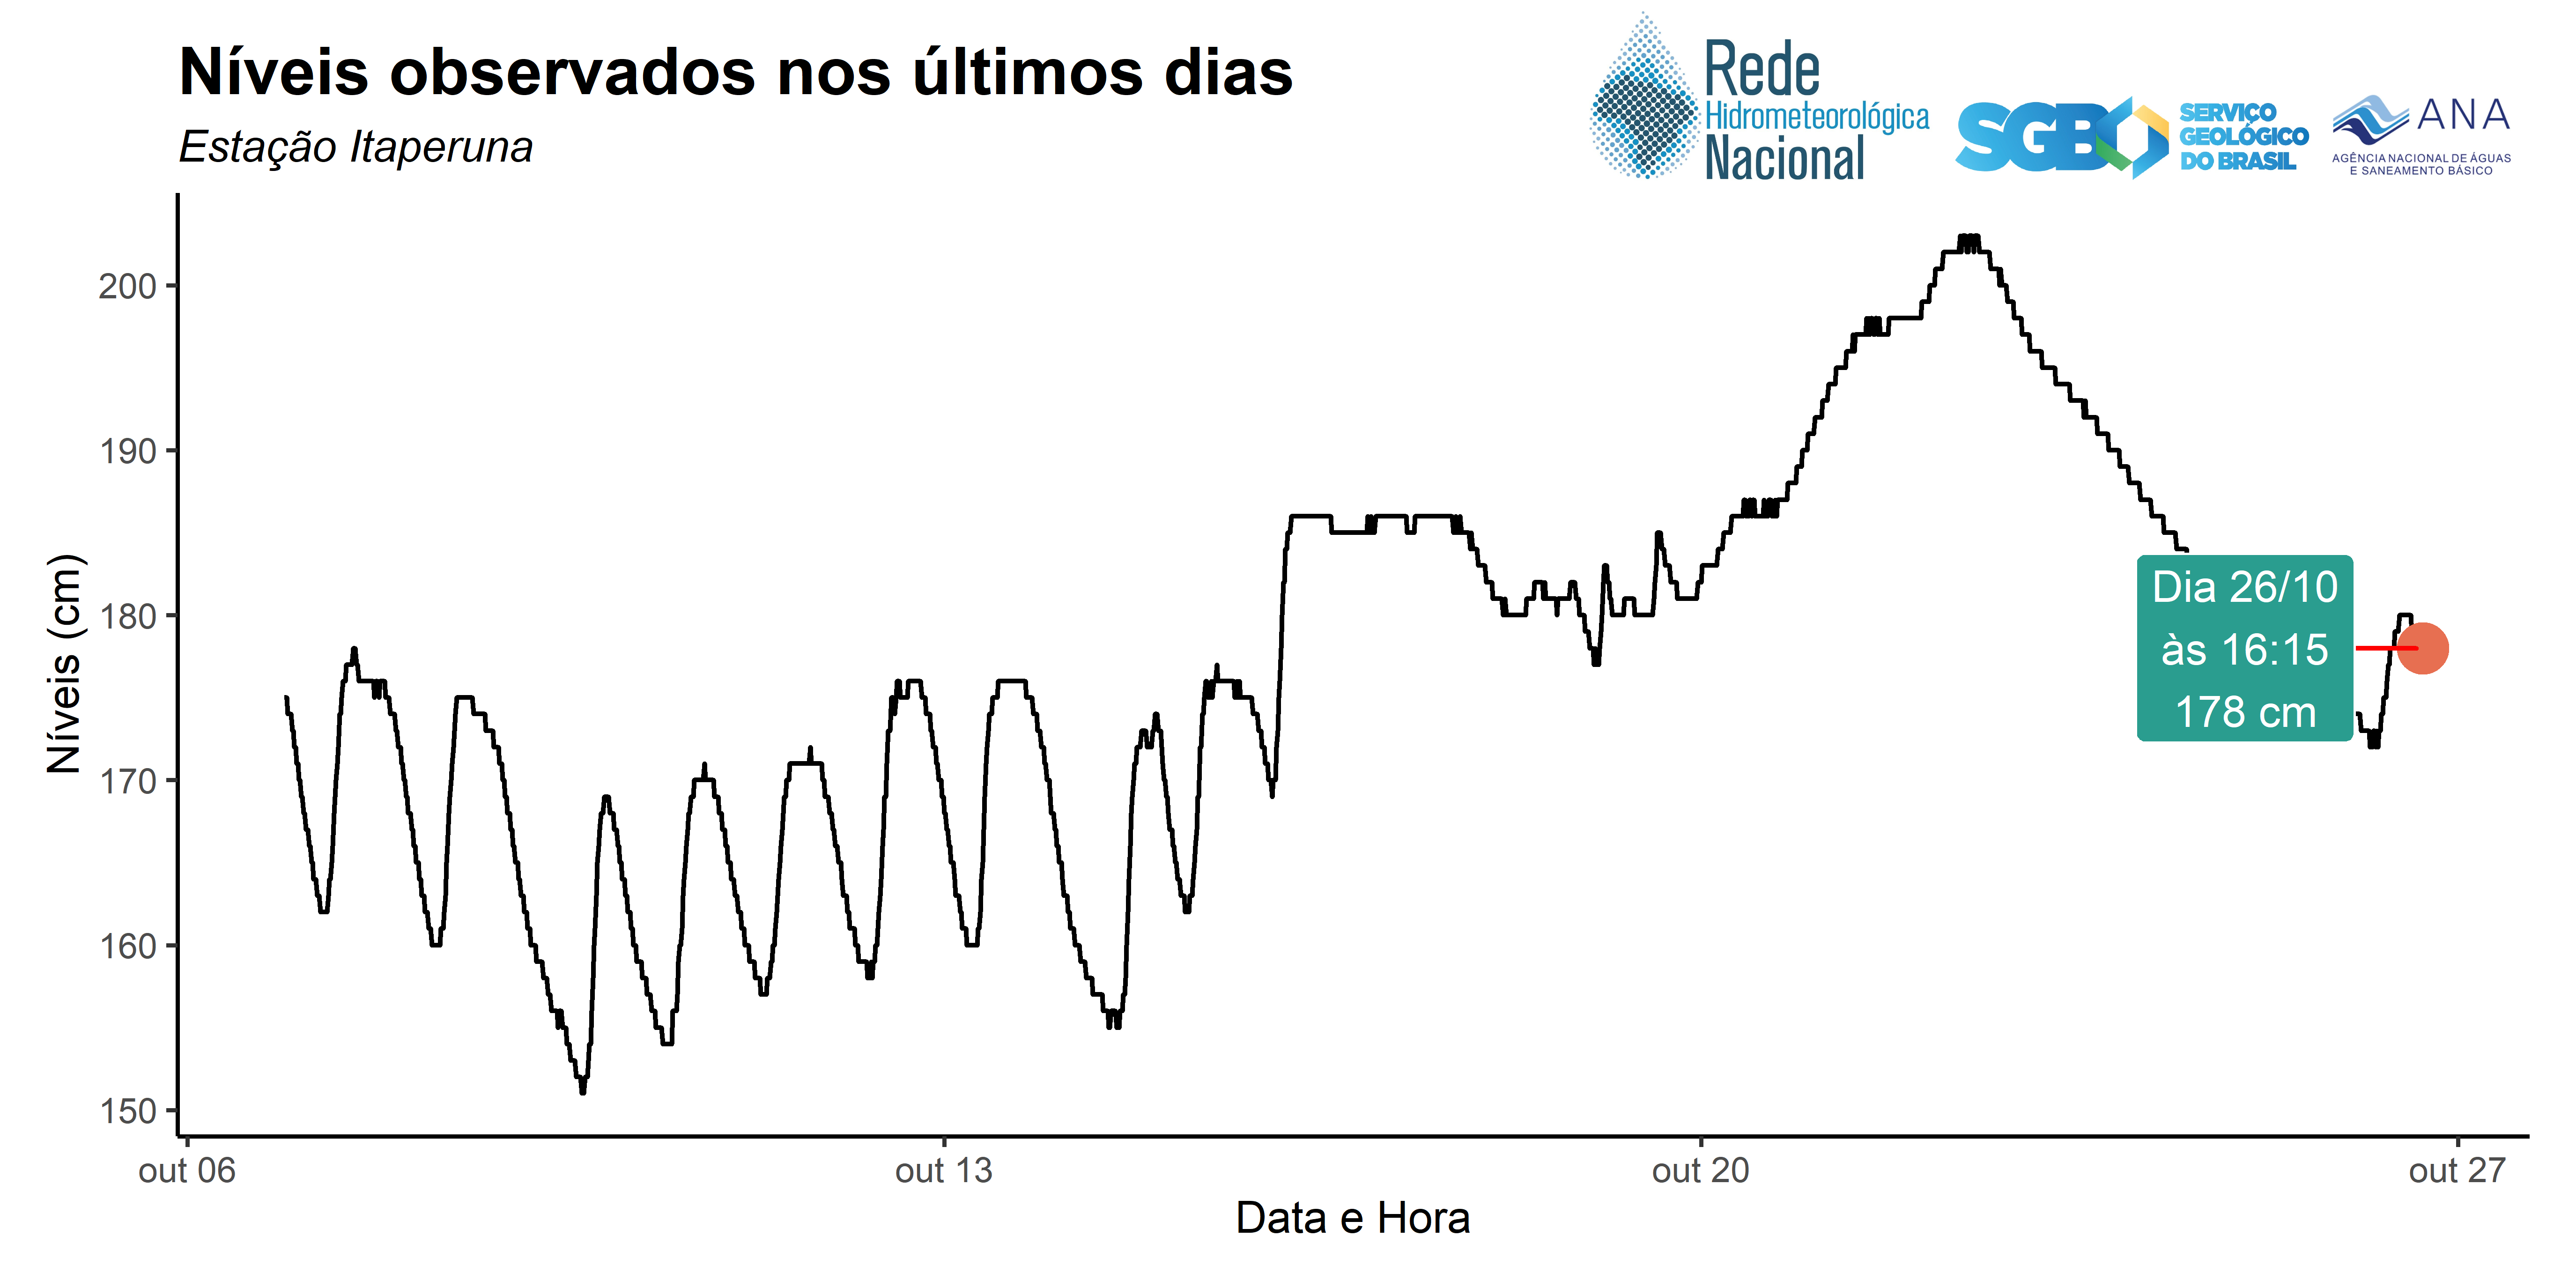 Níveis observados nos últimos dias
Estação Itaperuna
Rede
Hidrometeorológica
Nacional
SGB
SERVIÇO
GEOLÓGICO
DO BRASIL
ANA
AGÊNCIA NACIONAL DE ÁGUAS
E SANEAMENTO BÁSICO
Níveis (cm)
200
190
180
170
160
150
Dia 26/10
às 16:15
178 cm
out 06
out 13
out 20
out 27
Data e Hora